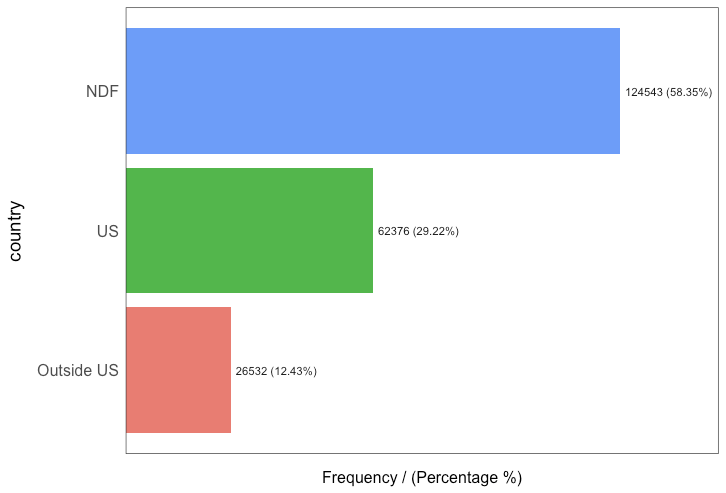 NDF
124543 (58.35%)
US
62376 (29.22%)
Outside US
26532 (12.43%)
country
Frequency / (Percentage %)